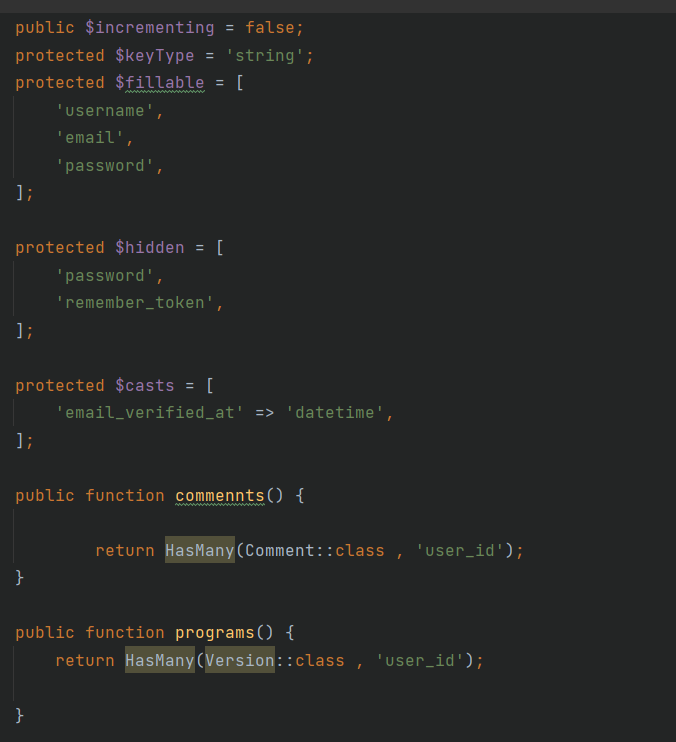 public $incrementing = false;
protected $keyType = 'string';
protected $fillable = [
'username',
'email',
'password',
];
protected $hidden = [
'password',
'remember_token',
];
protected $casts = [
'email_verified_at' => 'datetime',
];
public function commennts() {
return HasMany(Comment::class , 'user_id');
}
public function programs() {
return HasMany(Version::class , 'user_id');
}